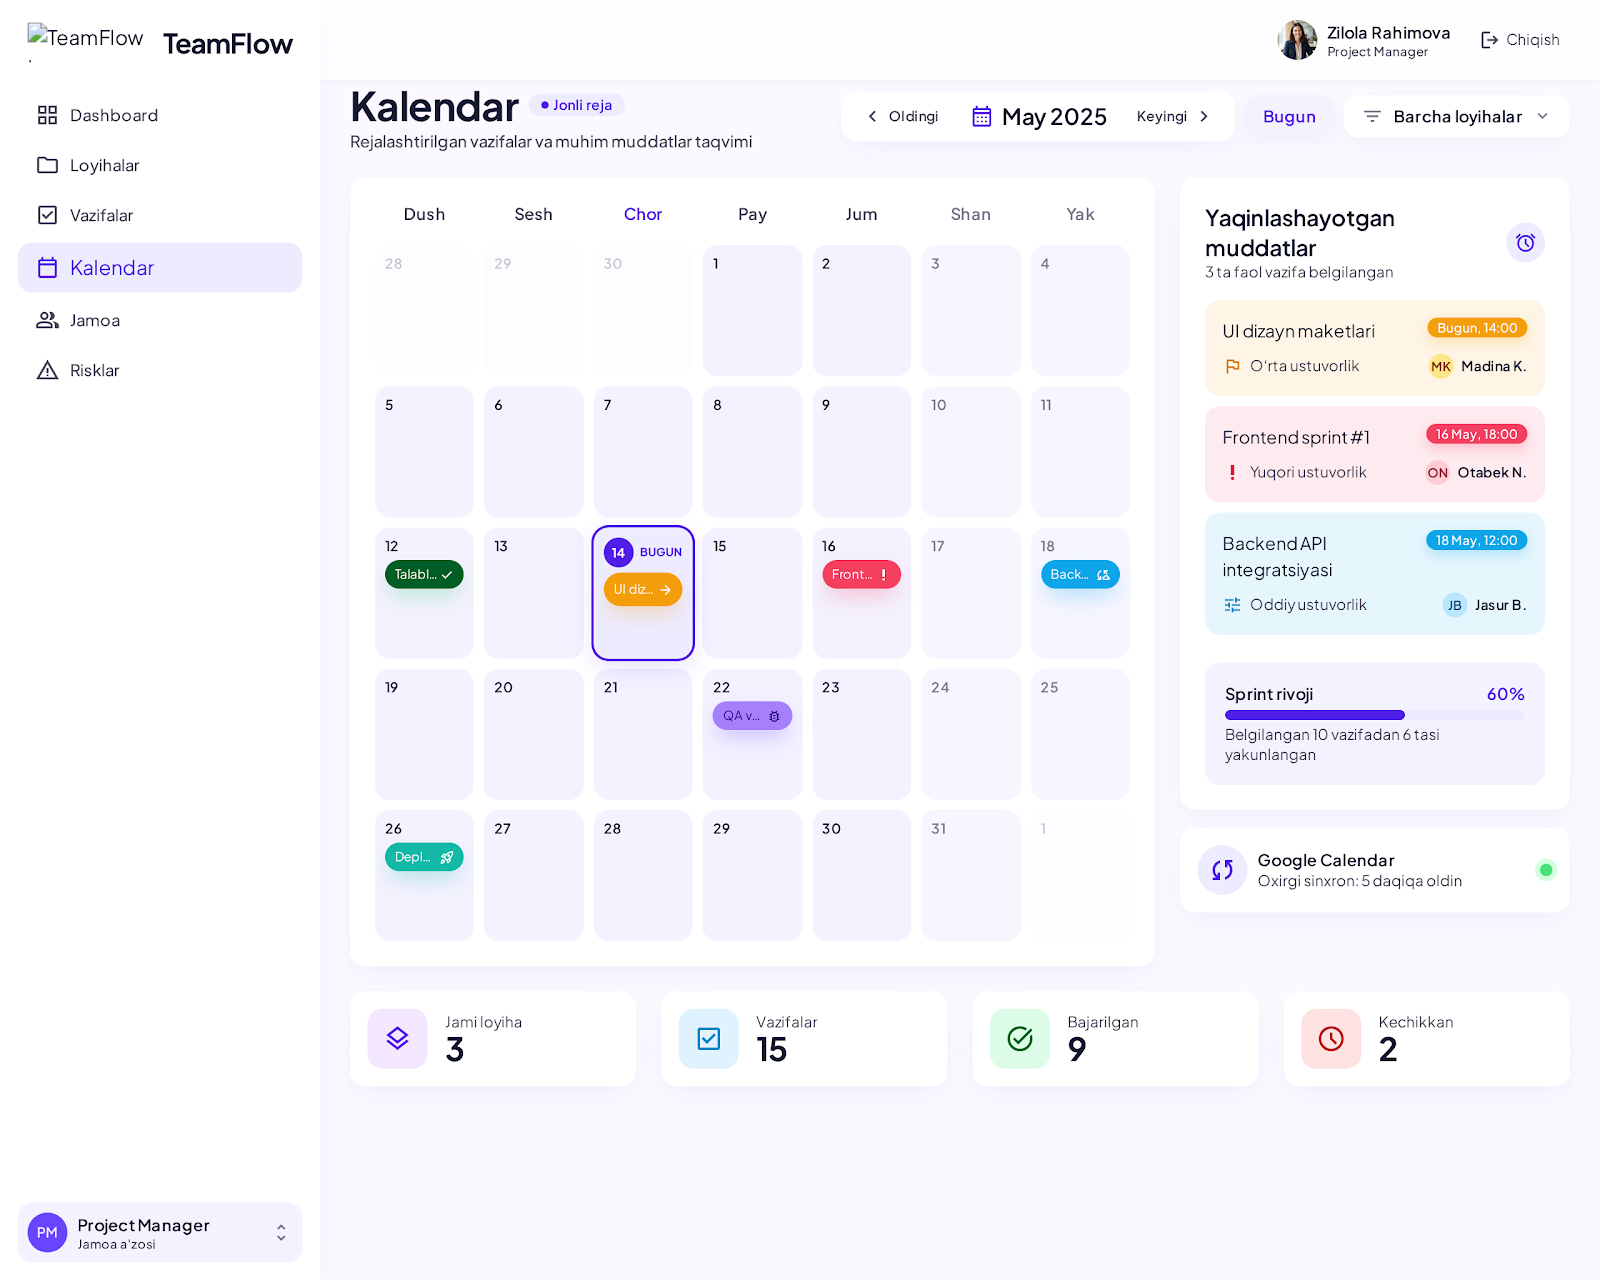 TeamFlow
TeamFlow
Dashboard
Loyihalar
Vazifalar
Kalendar
Jamoa
Risklar
PM
Project Manager
Jamoa a'zosi
Zilola Rahimova
Project Manager
Chiqish
Kalendar
Jonli reja
Rejalashtirilgan vazifalar va muhim muddatlar taqvimi
Oldingi
May 2025
Keyingi
Bugun
Barcha loyihalar
Dush Sesh Chor Pay Jum Shan Yak
28 29 30 1 2 3 4
5 6 7 8 9 10 11
12 13 14 BUGUN 15 16 17 18
Talabl... UI diz... Front... Back...
19 20 21 22 23 24 25
QA v...
26 27 28 29 30 31 1
Depl...
Yaqinlashayotgan
muddatlar
3 ta faol vazifa belgilangan
UI dizayn maketlari
Bugun, 14:00
O'rta ustuvorlik
MK Madina K.
Frontend sprint #1
16 May, 18:00
Yuqori ustuvorlik
ON Otabek N.
Backend API
integratsiyasi
18 May, 12:00
Oddiy ustuvorlik
JB Jasur B.
Sprint rivoji 60%
Belgilangan 10 vazifadan 6 tasi
yakunlangan
Google Calendar
Oxirgi sinxron: 5 daqiqa oldin
Jami loyiha
3
Vazifalar
15
Bajarilgan
9
Kechikkan
2